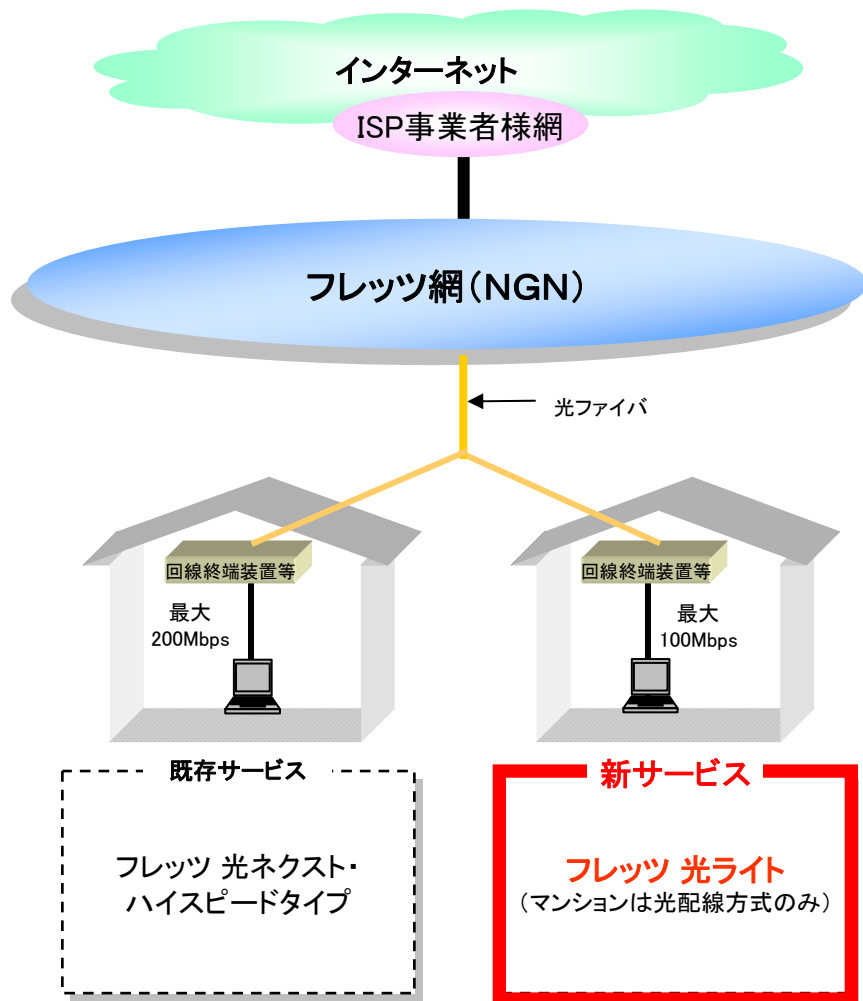 インターネット
ISP事業者様網
フレッツ網(NGN)
光ファイバ
回線終端装置等
最大
200Mbps
回線終端装置等
最大
100Mbps
既存サービス
フレッツ 光ネクスト・
ハイスピードタイプ
新サービス
フレッツ 光ライト
(マンションは光配線方式のみ)